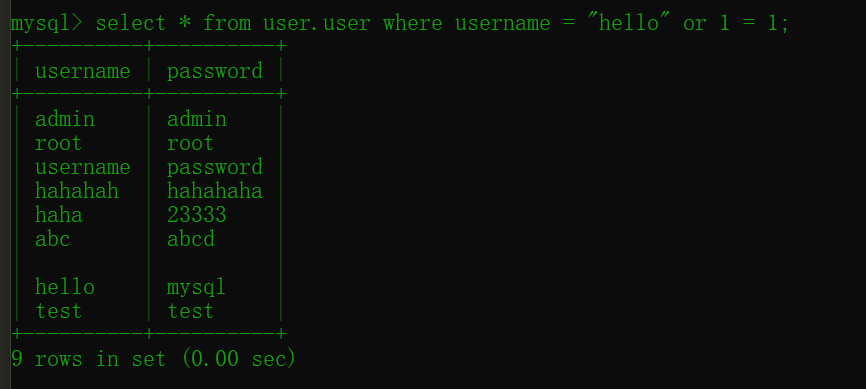 mysql> select * from user.user where username = "hello" or 1 = 1;
+----------+----------+
| username | password |
+----------+----------+
| admin    | admin    |
| root     | root     |
| username | password |
| hahahah  | hahahaha |
| haha     | 23333    |
| abc      | abcd     |
|          |          |
| hello    | mysql    |
| test     | test     |
+----------+----------+
9 rows in set (0.00 sec)